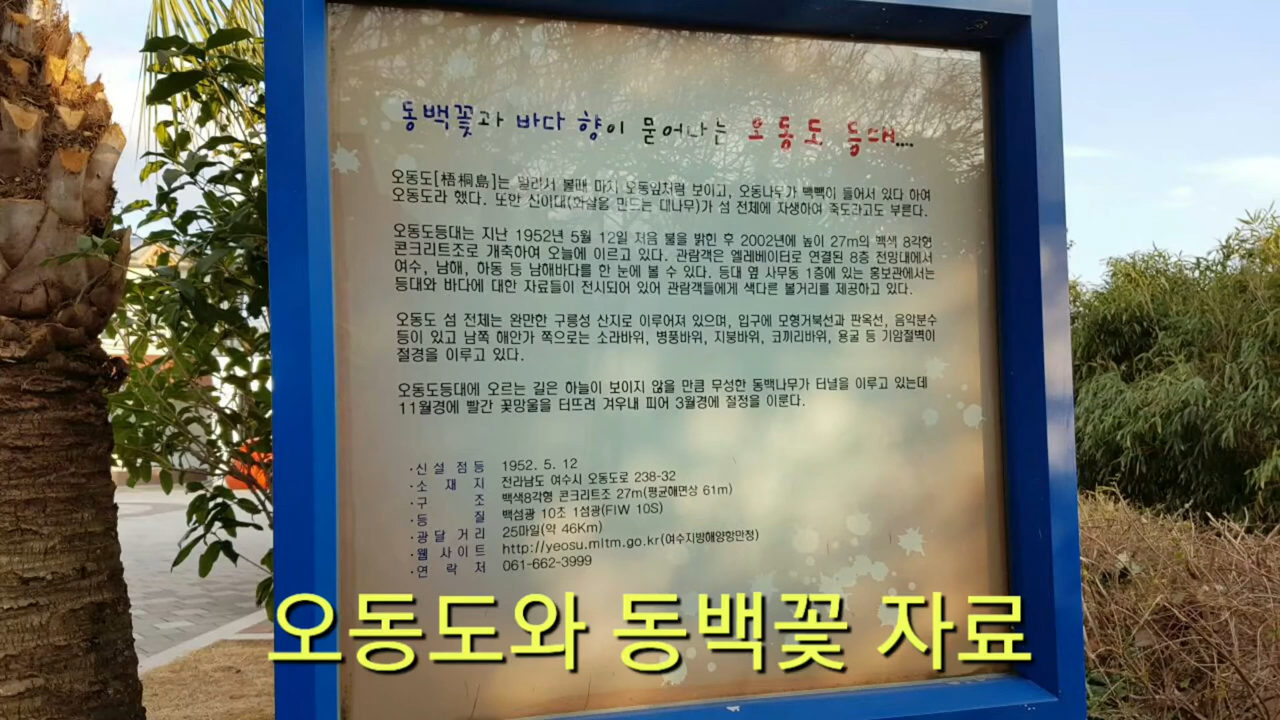 동백꽃과 바다 향이 묻어나는 오동도 등대....
오동도[梧桐島]는 멀리서 볼때 마치 오동잎처럼 보이고, 오동나무가 빽빽이 들어서 있다 하여
오동도라 했다. 또한 신이대(화살을 만드는 대나무)가 섬 전체에 자생하여 죽도라고도 부른다.
오동도등대는 지난 1952년 5월 12일 처음 불을 밝힌 후 2002년에 높이 27m의 백색 8각형
콘크리트조로 개축하여 오늘에 이르고 있다. 관람객은 엘레베이터로 연결된 8층 전망대에서
여수, 남해, 하동 등 남해바다를 한 눈에 볼 수 있다. 등대 옆 사무동 1층에 있는 홍보관에서는
등대와 바다에 대한 자료들이 전시되어 있어 관람객들에게 색다른 볼거리를 제공하고 있다.
오동도 섬 전체는 완만한 구릉성 산지로 이루어져 있으며, 입구에 모형거북선과 판옥선, 음악분수
등이 있고 남쪽 해안가 쪽으로는 소라바위, 병풍바위, 지붕바위, 코끼리바위, 용굴 등 기암절벽이
절경을 이루고 있다.
오동도등대에 오르는 길은 하늘이 보이지 않을 만큼 무성한 동백나무가 터널을 이루고 있는데
11월경에 빨간 꽃망울을 터뜨려 겨우내 피어 3월경에 절정을 이룬다.
·신설점등 1952. 5. 12
·소재지 전라남도 여수시 오동도로 238-32
·구조 백색8각형 콘크리트조 27m(평균해면상 61m)
·등질 백섬광 10초 1섬광(FlW 10S)
·광달거리 25마일(약 46Km)
·웹사이트 http://yeosu.mltm.go.kr(여수지방해양항만청)
·연락처 061-662-3999
오동도와 동백꽃 자료